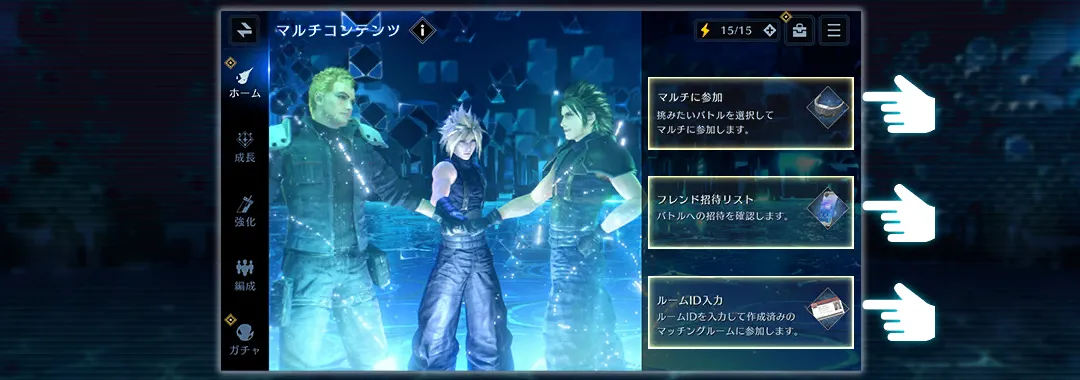 マルチコンテンツ
15/15
ホーム
成長
強化
編成
ガチャ
マルチに参加
挑みたいバトルを選択して
マルチに参加します。
フレンド招待リスト
バトルへの招待を確認します。
ルームID入力
ルームIDを入力して作成済みの
マッチングルームに参加します。